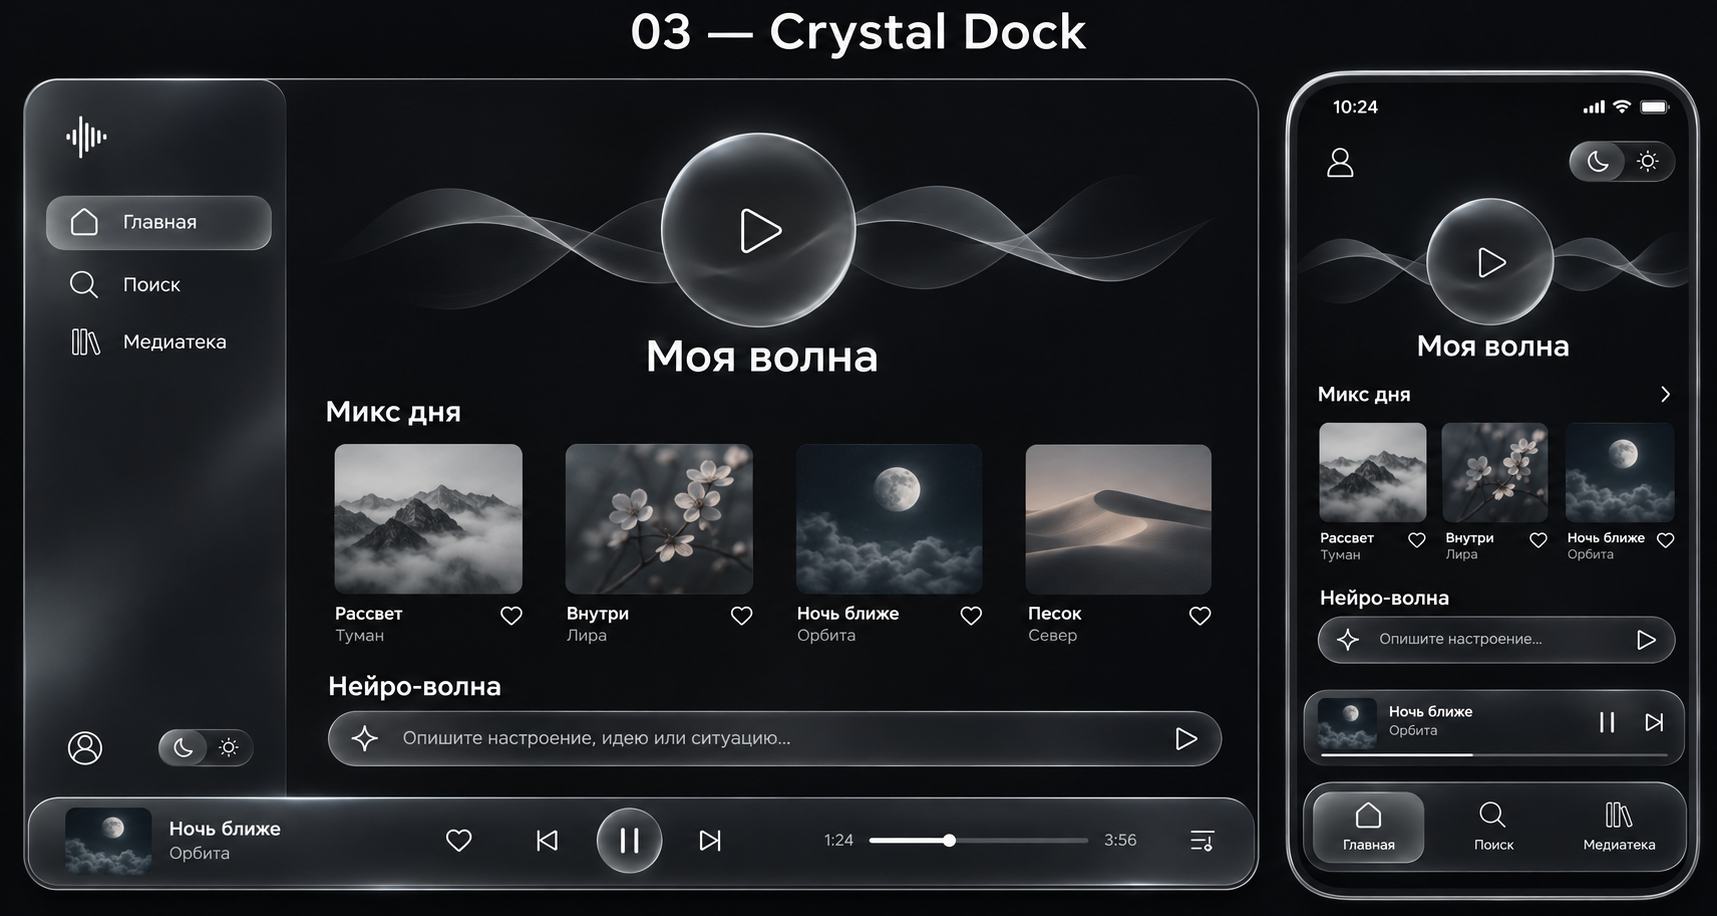 03 — Crystal Dock
Главная
Поиск
Медиатека
Моя волна
Микс дня
Рассвет
Туман
Внутри
Лира
Ночь ближе
Орбита
Песок
Север
Нейро-волна
Опишите настроение, идею или ситуацию...
Ночь ближе
Орбита
1:24
3:56
10:24
Моя волна
Микс дня
Рассвет
Туман
Внутри
Лира
Ночь ближе
Орбита
Нейро-волна
Опишите настроение...
Ночь ближе
Орбита
Главная
Поиск
Медиатека